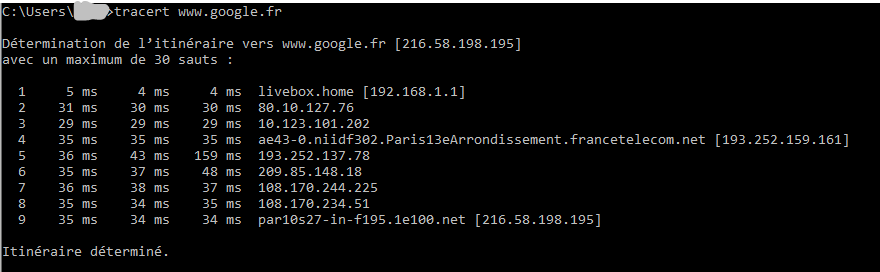 C:\Users\>tracert www.google.fr
Détermination de l’itinéraire vers www.google.fr [216.58.198.195]
avec un maximum de 30 sauts :
1 5 ms 4 ms 4 ms livebox.home [192.168.1.1]
2 31 ms 30 ms 30 ms 80.10.127.76
3 29 ms 29 ms 29 ms 10.123.101.202
4 35 ms 35 ms 35 ms ae43-0.niidf302.Paris13eArrondissement.francetelecom.net [193.252.159.161]
5 36 ms 43 ms 159 ms 193.252.137.78
6 35 ms 37 ms 48 ms 209.85.148.18
7 36 ms 38 ms 37 ms 108.170.244.225
8 35 ms 34 ms 35 ms 108.170.234.51
9 35 ms 34 ms 34 ms par10s27-in-f195.1e100.net [216.58.198.195]
Itinéraire déterminé.